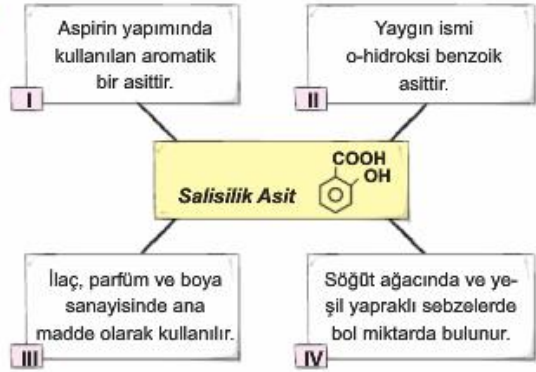 Aspirin yapımında
kullanılan aromatik
bir asittir.
I
Yaygın ismi
o-hidroksi benzoik
asittir.
II
Salisilik Asit
COOH
OH
İlaç, parfüm ve boya
sanayisinde ana
madde olarak kullanılır.
III
Söğüt ağacında ve ye-
şil yapraklı sebzelerde
bol miktarda bulunur.
IV